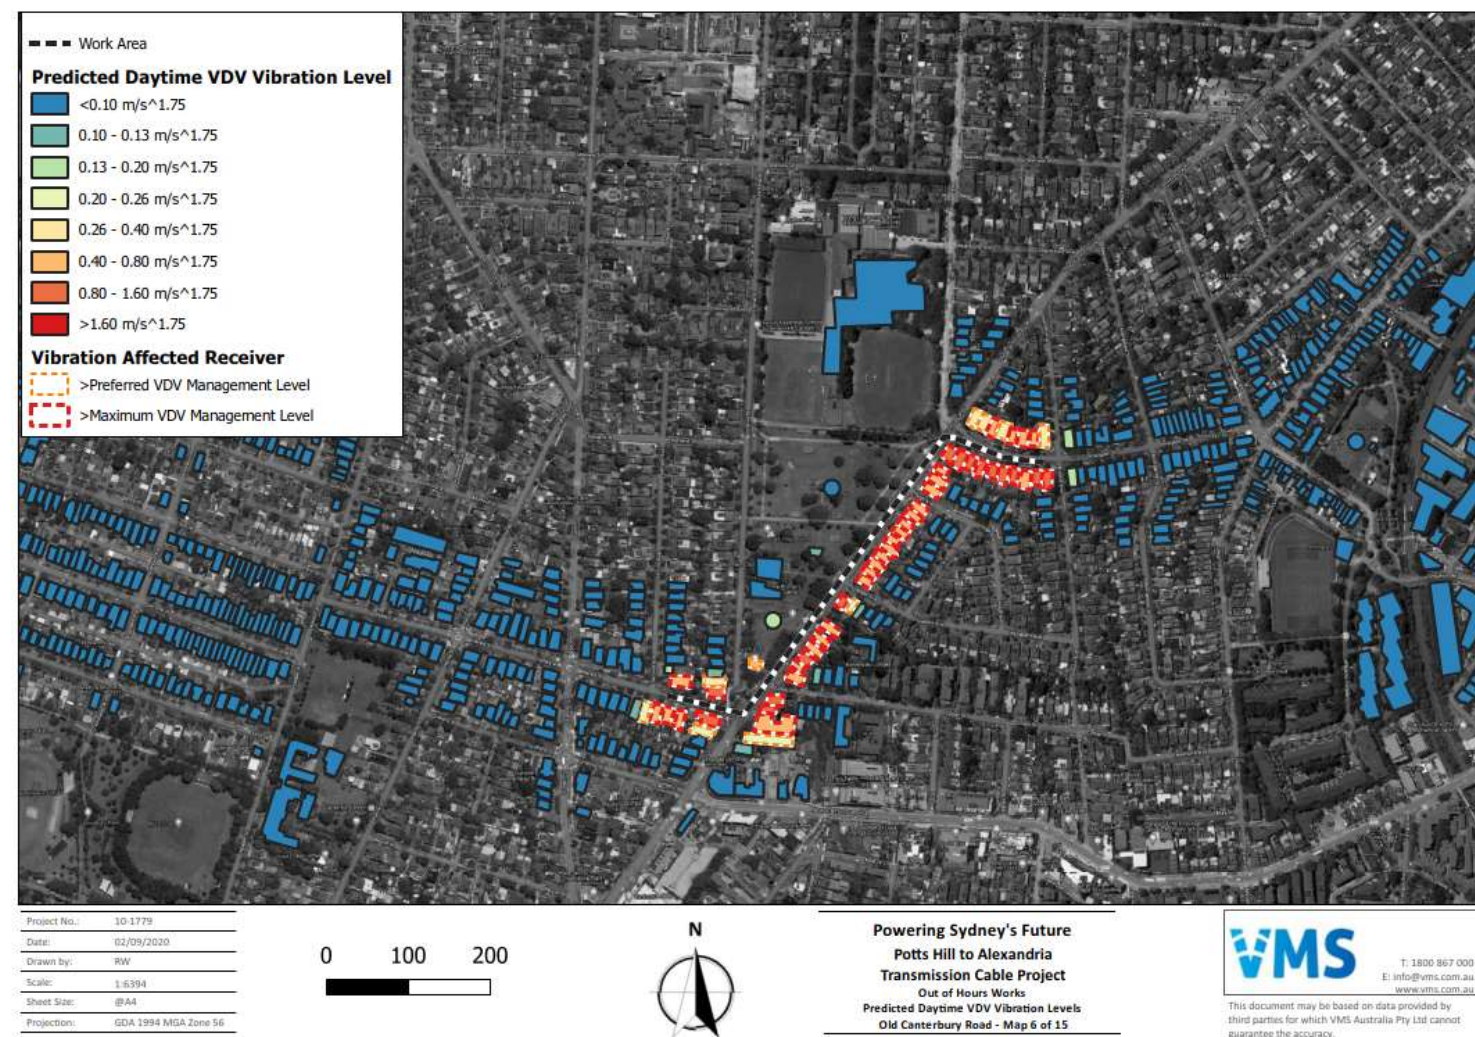 Work Area
Predicted Daytime VDV Vibration Level
<0.10 m/s^1.75
0.10 - 0.13 m/s^1.75
0.13 - 0.20 m/s^1.75
0.20 - 0.26 m/s^1.75
0.26 - 0.40 m/s^1.75
0.40 - 0.80 m/s^1.75
0.80 - 1.60 m/s^1.75
>1.60 m/s^1.75
Vibration Affected Receiver
>Preferred VDV Management Level
>Maximum VDV Management Level
Project No.: 10-1779
Date: 02/09/2020
Drawn by: RW
Scale: 1:6394
Sheet Size: @A4
Projection: GDA 1994 MGA Zone 56
0 100 200
N
Powering Sydney's Future
Potts Hill to Alexandria
Transmission Cable Project
Out of Hours Works
Predicted Daytime VDV Vibration Levels
Old Canterbury Road - Map 6 of 15
VMS
T: 1800 867 000
E: info@vms.com.au
www.vms.com.au
This document may be based on data provided by
third parties for which VMS Australia Pty Ltd cannot
guarantee the accuracy.